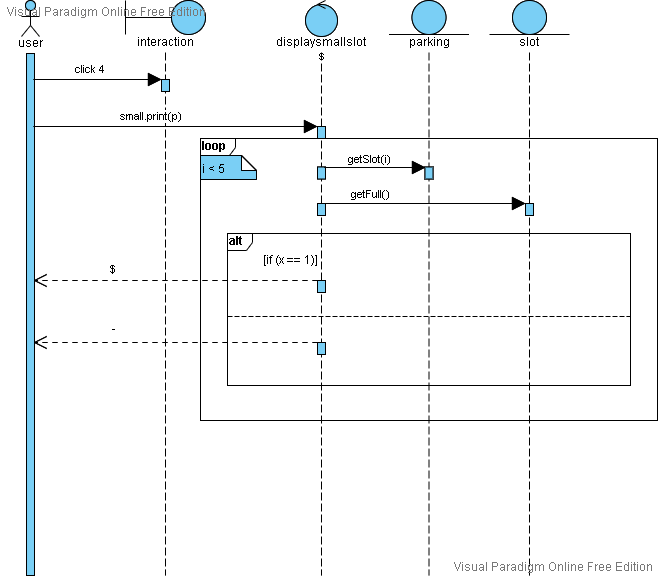 Visual Paradigm Online Free Edition
user
interaction
displaysmallslot
parking
slot
$
click 4
small.print(p)
loop
i < 5
getSlot(i)
getFull()
alt
[if (x == 1)]
$
-
Visual Paradigm Online Free Edition